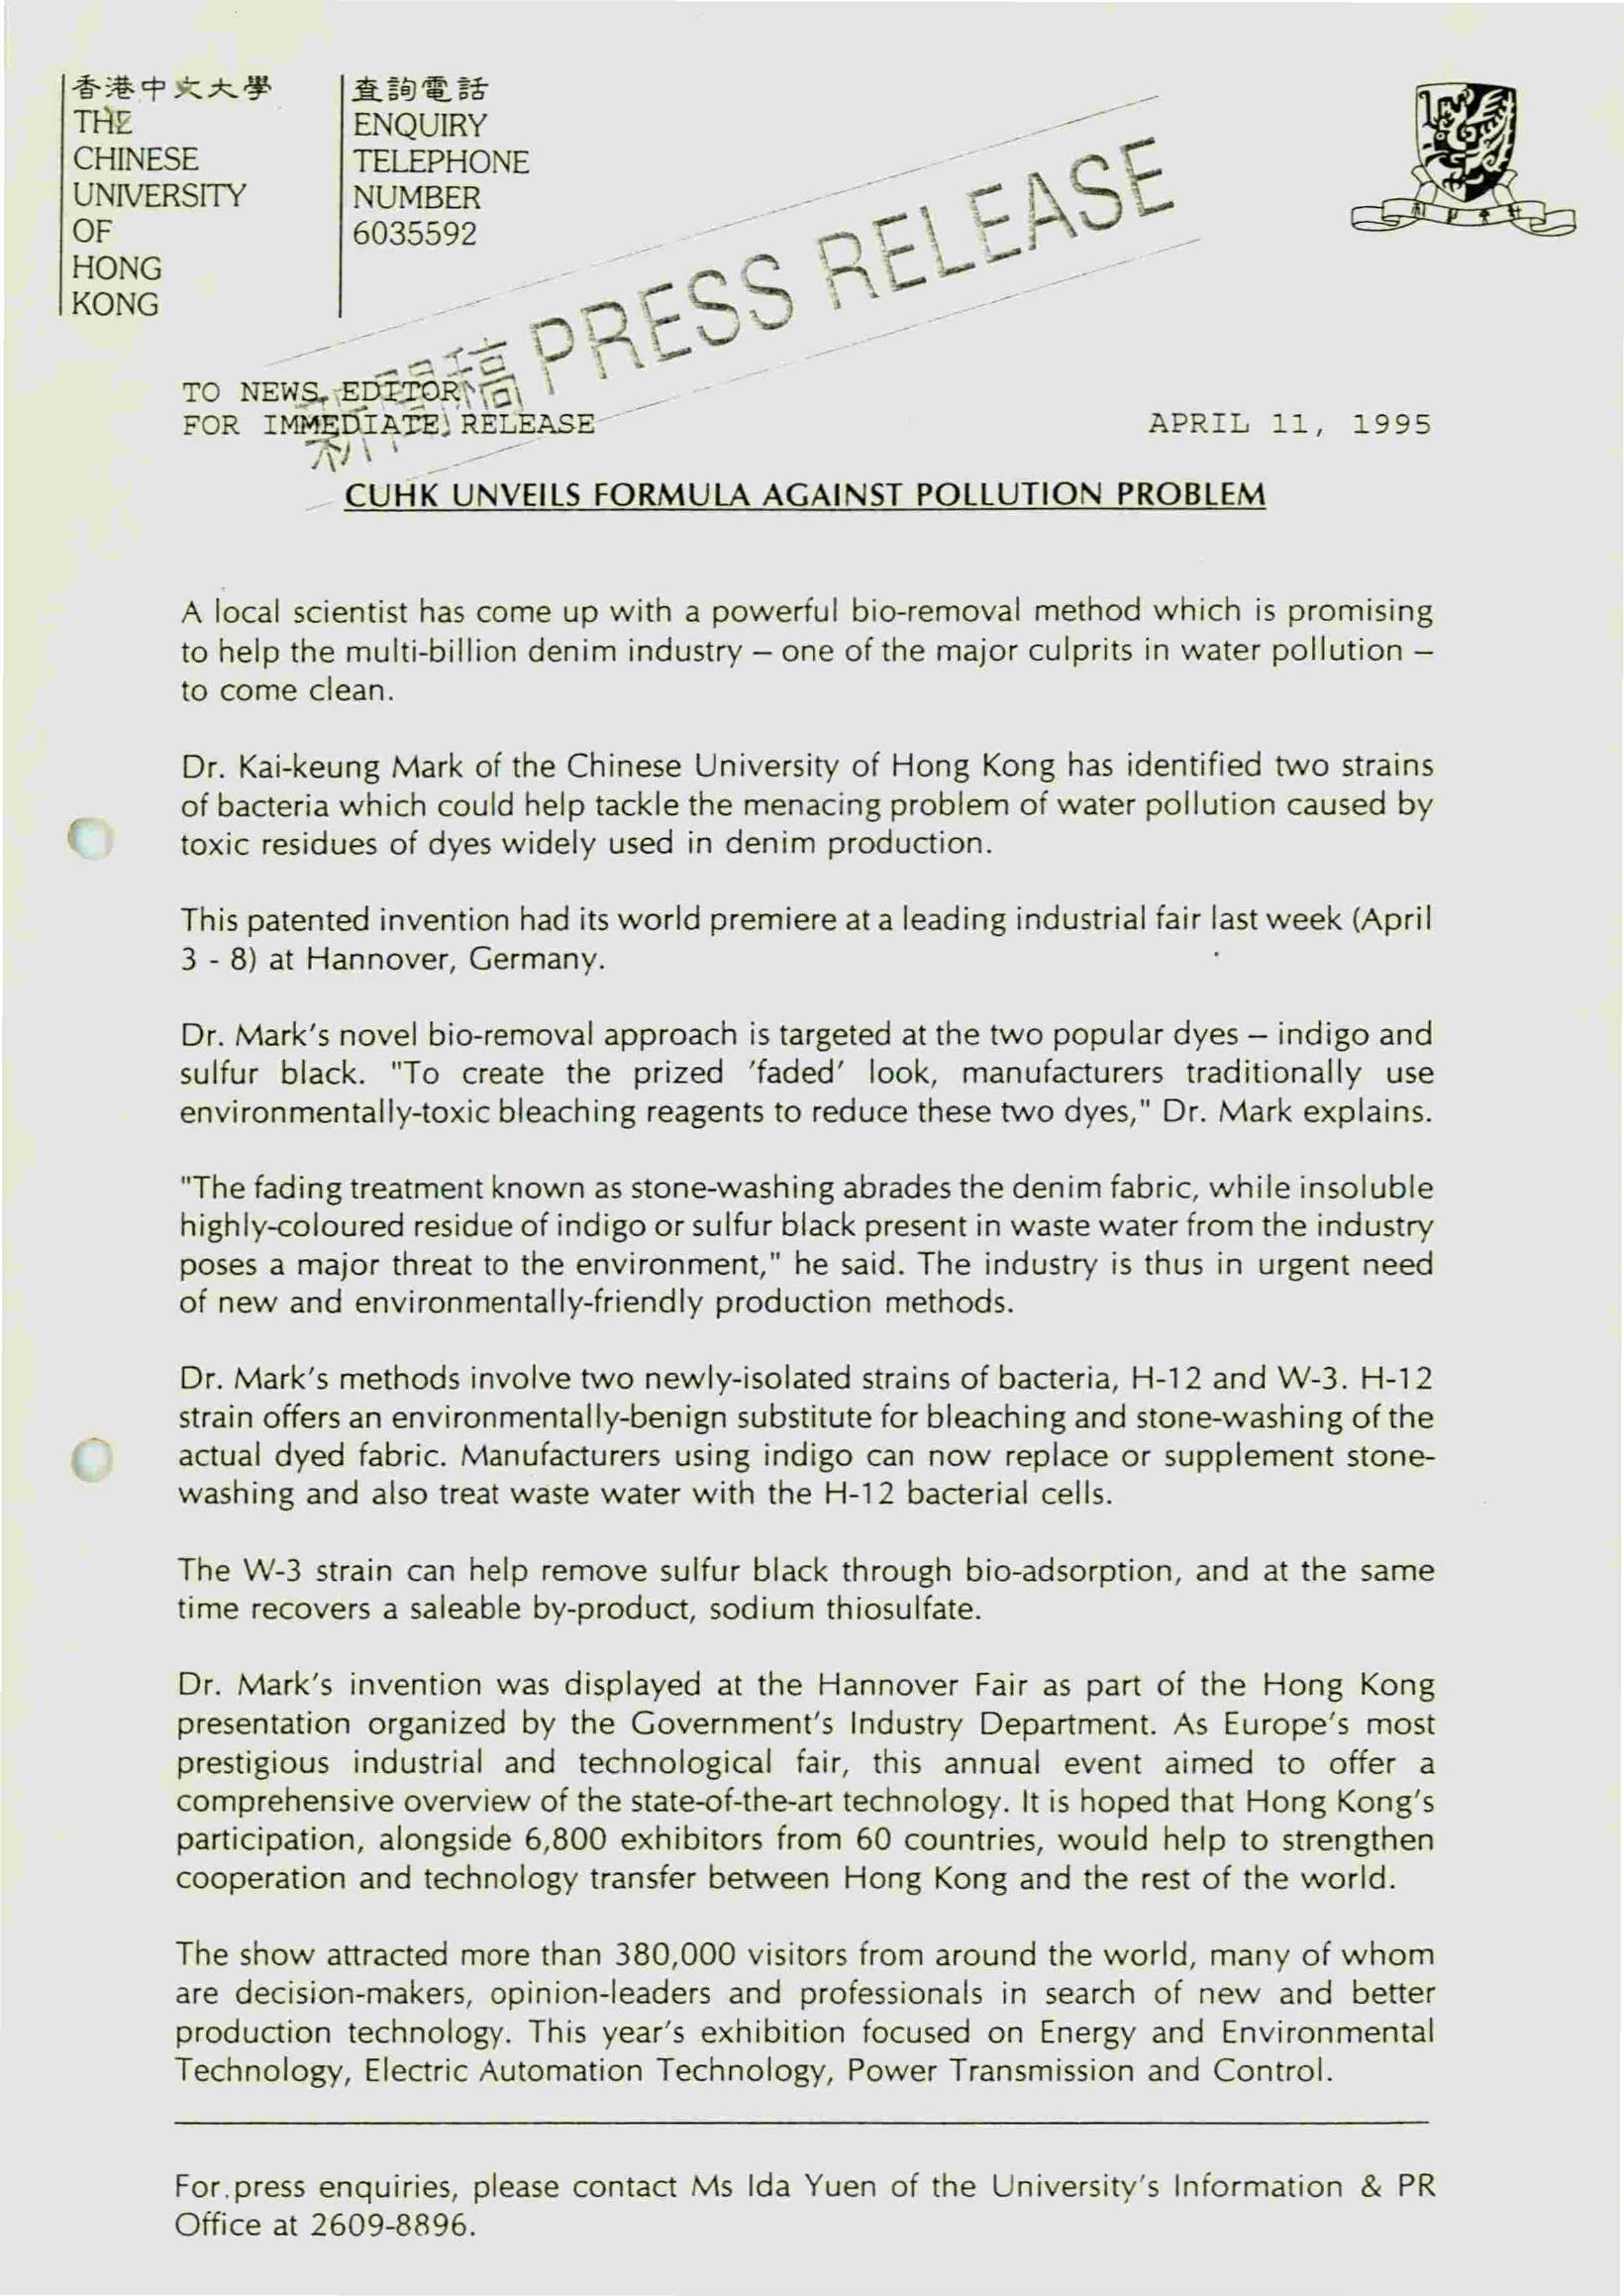 香港中文大學
THE
CHINESE
UNIVERSITY
OF
HONG
KONG
查詢電話
ENQUIRY
TELEPHONE
NUMBER
6035592
新聞稿 PRESS RELEASE
TO NEWS EDITOR
FOR IMMEDIATE RELEASE
APRIL 11, 1995
CUHK UNVEILS FORMULA AGAINST POLLUTION PROBLEM
A local scientist has come up with a powerful bio-removal method which is promising
to help the multi-billion denim industry – one of the major culprits in water pollution –
to come clean.
Dr. Kai-keung Mark of the Chinese University of Hong Kong has identified two strains
of bacteria which could help tackle the menacing problem of water pollution caused by
toxic residues of dyes widely used in denim production.
This patented invention had its world premiere at a leading industrial fair last week (April
3 - 8) at Hannover, Germany.
Dr. Mark's novel bio-removal approach is targeted at the two popular dyes – indigo and
sulfur black. "To create the prized 'faded' look, manufacturers traditionally use
environmentally-toxic bleaching reagents to reduce these two dyes," Dr. Mark explains.
"The fading treatment known as stone-washing abrades the denim fabric, while insoluble
highly-coloured residue of indigo or sulfur black present in waste water from the industry
poses a major threat to the environment," he said. The industry is thus in urgent need
of new and environmentally-friendly production methods.
Dr. Mark's methods involve two newly-isolated strains of bacteria, H-12 and W-3. H-12
strain offers an environmentally-benign substitute for bleaching and stone-washing of the
actual dyed fabric. Manufacturers using indigo can now replace or supplement stone-
washing and also treat waste water with the H-12 bacterial cells.
The W-3 strain can help remove sulfur black through bio-adsorption, and at the same
time recovers a saleable by-product, sodium thiosulfate.
Dr. Mark's invention was displayed at the Hannover Fair as part of the Hong Kong
presentation organized by the Government's Industry Department. As Europe's most
prestigious industrial and technological fair, this annual event aimed to offer a
comprehensive overview of the state-of-the-art technology. It is hoped that Hong Kong's
participation, alongside 6,800 exhibitors from 60 countries, would help to strengthen
cooperation and technology transfer between Hong Kong and the rest of the world.
The show attracted more than 380,000 visitors from around the world, many of whom
are decision-makers, opinion-leaders and professionals in search of new and better
production technology. This year's exhibition focused on Energy and Environmental
Technology, Electric Automation Technology, Power Transmission and Control.
For press enquiries, please contact Ms Ida Yuen of the University's Information & PR
Office at 2609-8896.